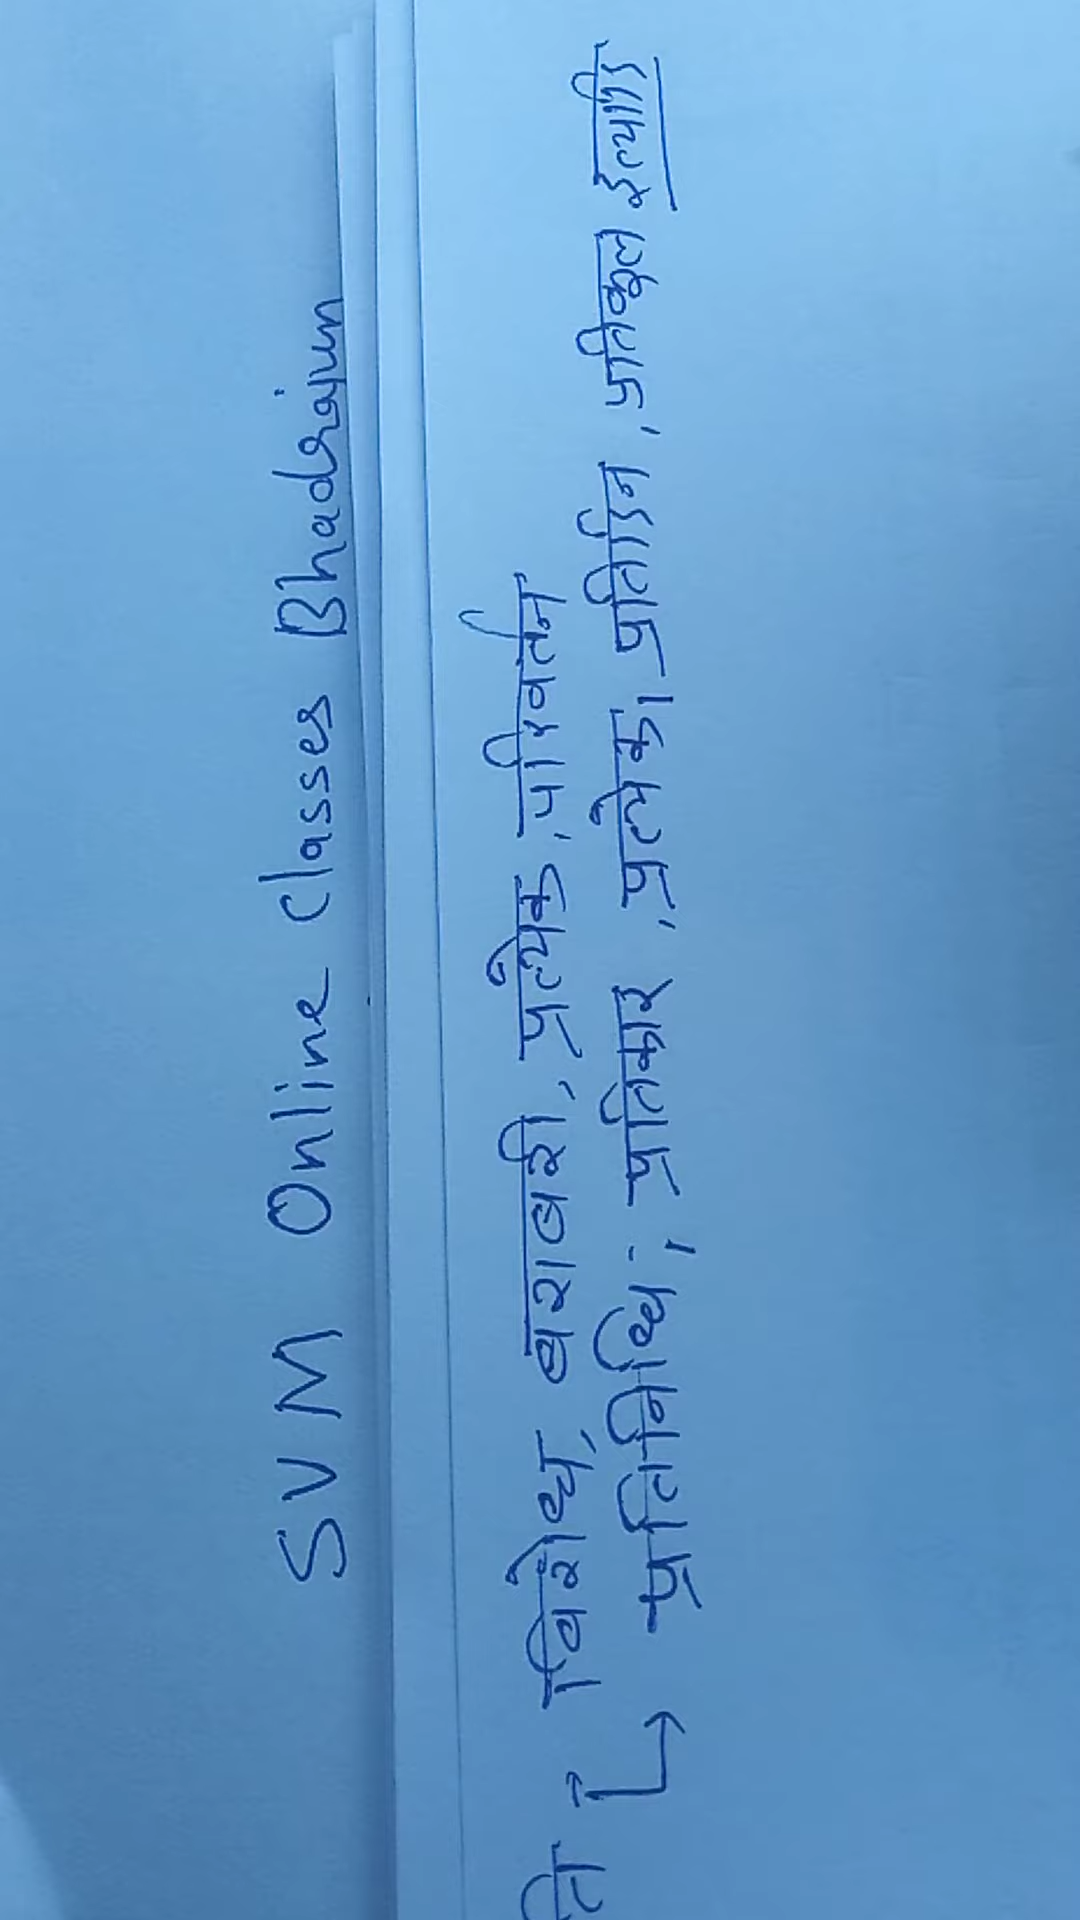 SVM Online Classes Bhadrajun
ति - विरोध, बराबरी, प्रत्येक, परिवर्तन
↳ प्रतिनिधि, प्रतिकार, प्रत्येक, प्रतिदिन, प्रतिकूल इत्यादि